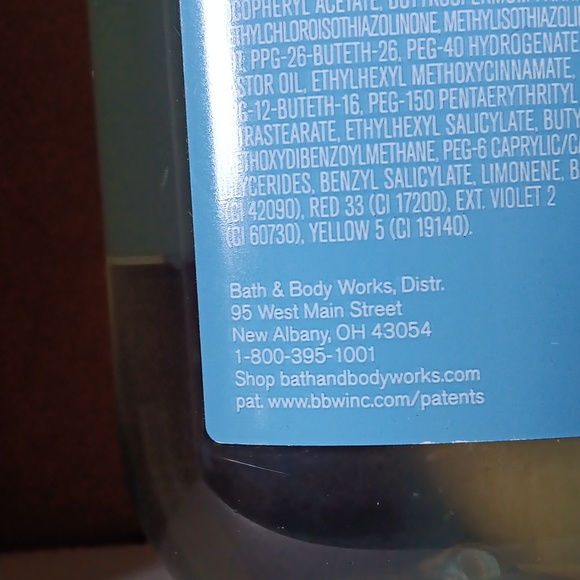 COPHERYL ACETATE,
THYLCHLOROISOTHIAZOLINONE, METHYLISOTHIAZOLIN
T, PPG-26-BUTETH-26, PEG-40 HYDROGENATE
STOR OIL, ETHYLHEXYL METHOXYCINNAMATE,
G-12-BUTETH-16, PEG-150 PENTAERYTHRITYL
RASTEARATE, ETHYLHEXYL SALICYLATE, BUTY
THOXYDIBENZOYLMETHANE, PEG-6 CAPRYLIC/CA
LYCERIDES, BENZYL SALICYLATE, LIMONENE, B
(CI 42090), RED 33 (CI 17200), EXT. VIOLET 2
(CI 60730), YELLOW 5 (CI 19140).
Bath & Body Works, Distr.
95 West Main Street
New Albany, OH 43054
1-800-395-1001
Shop bathandbodyworks.com
pat. www.bbwinc.com/patents